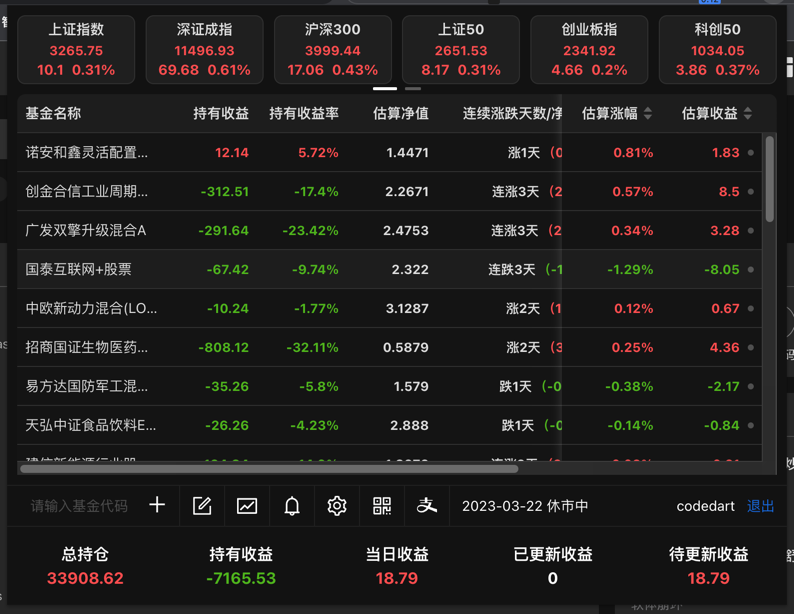 上证指数 深证成指 沪深300 上证50 创业板指 科创50
3265.75 11496.93 3999.44 2651.53 2341.92 1034.05
10.1 0.31% 69.68 0.61% 17.06 0.43% 8.17 0.31% 4.66 0.2% 3.86 0.37%
基金名称 持有收益 持有收益率 估算净值 连续涨跌天数/净 估算涨幅 估算收益
诺安和鑫灵活配置... 12.14 5.72% 1.4471 涨1天 (0 0.81% 1.83
创金合信工业周期... -312.51 -17.4% 2.2671 连涨3天 (2 0.57% 8.5
广发双擎升级混合A -291.64 -23.42% 2.4753 连涨3天 (2 0.34% 3.28
国泰互联网+股票 -67.42 -9.74% 2.322 连跌3天 (-1 -1.29% -8.05
中欧新动力混合(LO... -10.24 -1.77% 3.1287 涨2天 (1 0.12% 0.67
招商国证生物医药... -808.12 -32.11% 0.5879 涨2天 (3 0.25% 4.36
易方达国防军工混... -35.26 -5.8% 1.579 跌1天 (-0 -0.38% -2.17
天弘中证食品饮料E... -26.26 -4.23% 2.888 跌1天 (-0 -0.14% -0.84
请输入基金代码 2023-03-22 休市中 codedart 退出
总持仓 持有收益 当日收益 已更新收益 待更新收益
33908.62 -7165.53 18.79 0 18.79